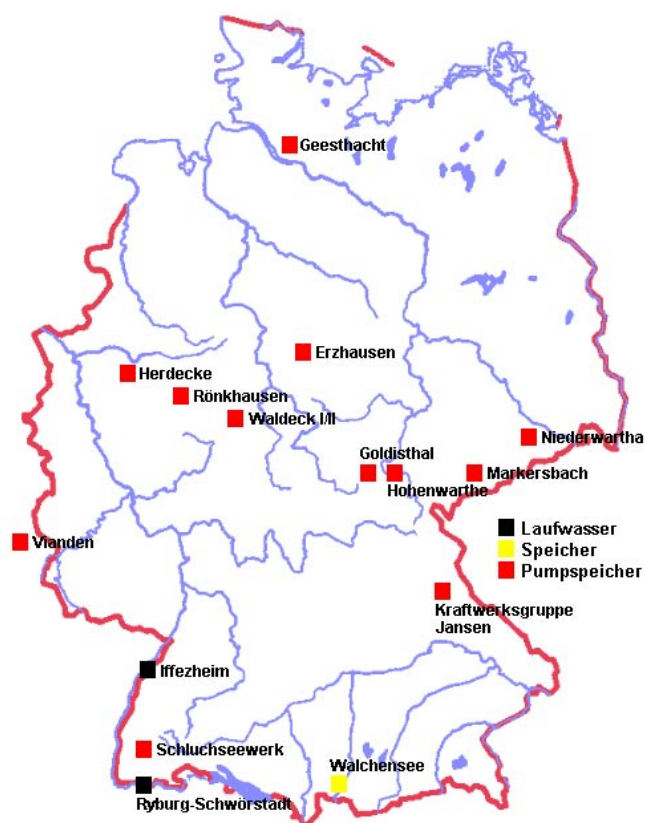 Geesthacht
Erzhausen
Herdecke
Rönkhausen
Waldeck I/II
Niederwartha
Goldisthal
Markersbach
Hohenwarthe
Laufwasser
Vianden
Speicher
Pumpspeicher
Kraftwerksgruppe
Jansen
Iffezheim
Schluchseewerk
Walchensee
Ryburg-Schwörstadt